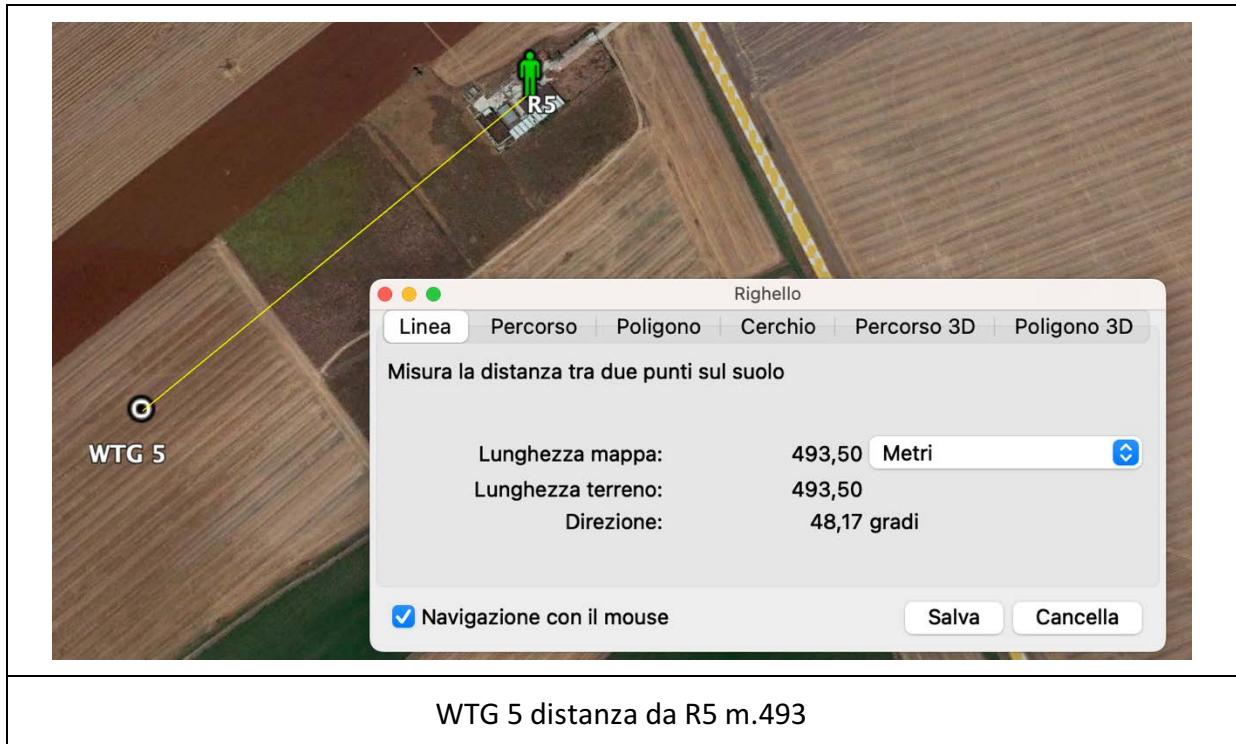 R5
WTG 5
Righello
Linea Percorso Poligono Cerchio Percorso 3D Poligono 3D
Misura la distanza tra due punti sul suolo
Lunghezza mappa: 493,50 Metri
Lunghezza terreno: 493,50
Direzione: 48,17 gradi
Navigazione con il mouse Salva Cancella
WTG 5 distanza da R5 m.493